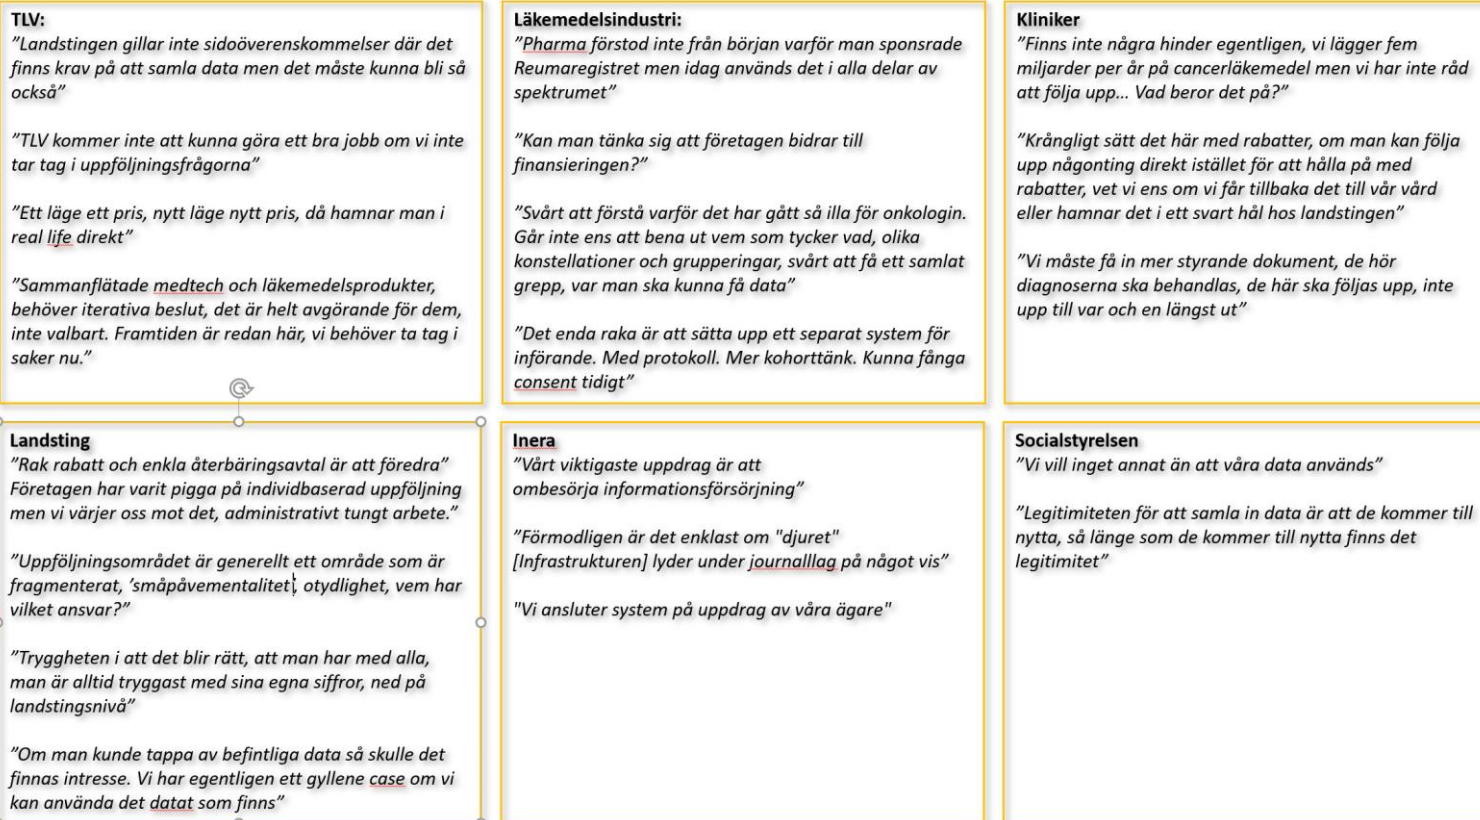 TLV:
”Landstingen gillar inte sidoöverenskommelser där det
finns krav på att samla data men det måste kunna bli så
också”
”TLV kommer inte att kunna göra ett bra jobb om vi inte
tar tag i uppföljningsfrågorna”
”Ett läge ett pris, nytt läge nytt pris, då hamnar man i
real life direkt”
”Sammanflätade medtech och läkemedelsprodukter,
behöver iterativa beslut, det är helt avgörande för dem,
inte valbart. Framtiden är redan här, vi behöver ta tag i
saker nu.”
Läkemedelsindustri:
”Pharma förstod inte från början varför man sponsrade
Reumaregistret men idag används det i alla delar av
spektrumet”
”Kan man tänka sig att företagen bidrar till
finansieringen?”
”Svårt att förstå varför det har gått så illa för onkologin.
Går inte ens att bena ut vem som tycker vad, olika
konstellationer och grupperingar, svårt att få ett samlat
grepp, var man ska kunna få data”
”Det enda raka är att sätta upp ett separat system för
införande. Med protokoll. Mer kohorttänk. Kunna fånga
consent tidigt”
Kliniker
”Finns inte några hinder egentligen, vi lägger fem
miljarder per år på cancerläkemedel men vi har inte råd
att följa upp... Vad beror det på?”
”Krångligt sätt det här med rabatter, om man kan följa
upp någonting direkt istället för att hålla på med
rabatter, vet vi ens om vi får tillbaka det till vår vård
eller hamnar det i ett svart hål hos landstingen”
”Vi måste få in mer styrande dokument, de hör
diagnoserna ska behandlas, de här ska följas upp, inte
upp till var och en längst ut”
Landsting
”Rak rabatt och enkla återbäringsavtal är att föredra”
Företagen har varit pigga på individbaserad uppföljning
men vi värjer oss mot det, administrativt tungt arbete.”
”Uppföljningsområdet är generellt ett område som är
fragmenterat, ’småpåvementalitet, otydlighet, vem har
vilket ansvar?”
”Tryggheten i att det blir rätt, att man har med alla,
man är alltid tryggast med sina egna siffror, ned på
landstingsnivå”
”Om man kunde tappa av befintliga data så skulle det
finnas intresse. Vi har egentligen ett gyllene case om vi
kan använda det datat som finns”
Inera
”Vårt viktigaste uppdrag är att
ombesörja informationsförsörjning”
”Förmodligen är det enklast om "djuret"
[Infrastrukturen] lyder under journalllag på något vis”
"Vi ansluter system på uppdrag av våra ägare"
Socialstyrelsen
”Vi vill inget annat än att våra data används”
”Legitimiteten för att samla in data är att de kommer till
nytta, så länge som de kommer till nytta finns det
legitimitet”